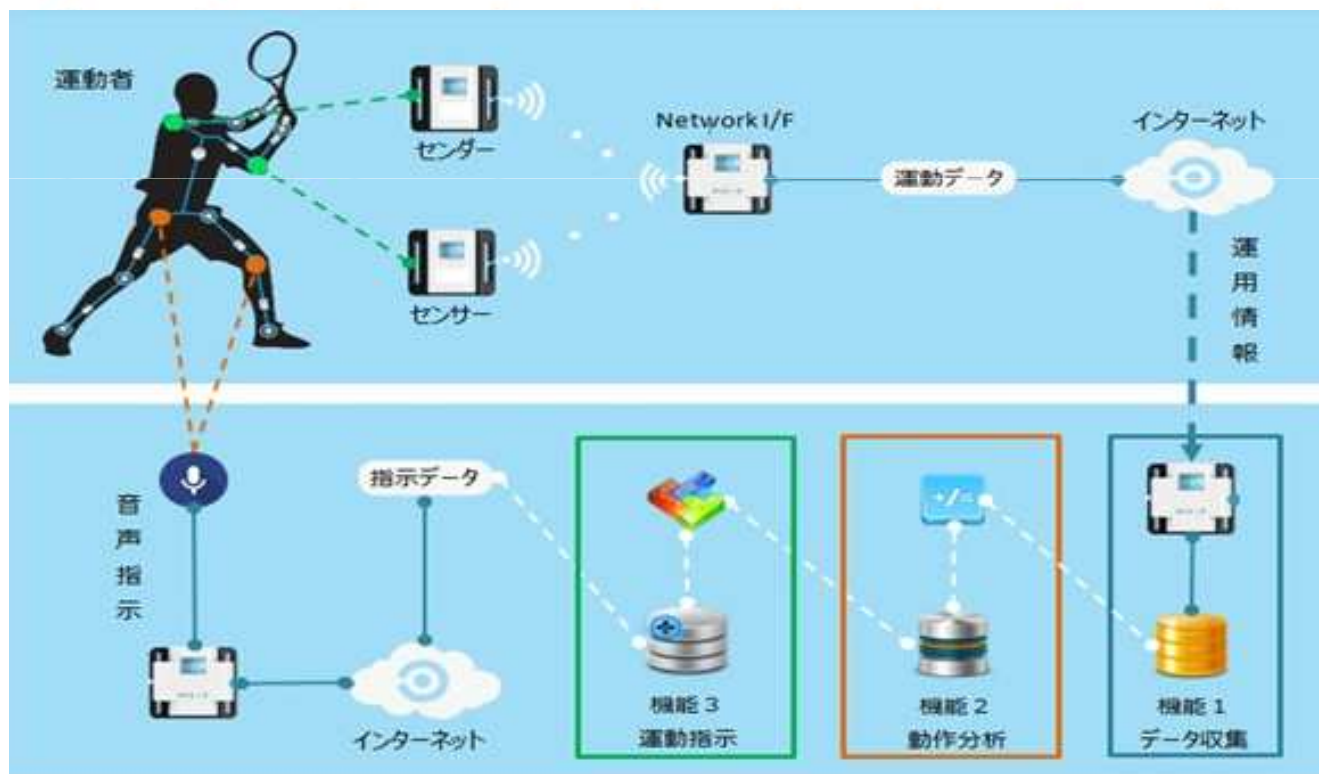 運動者
センダー
Network I/F
インターネット
運動データ
センサー
運用情報
指示データ
音声指示
機能3
運動指示
機能2
動作分析
機能1
データ収集
インターネット